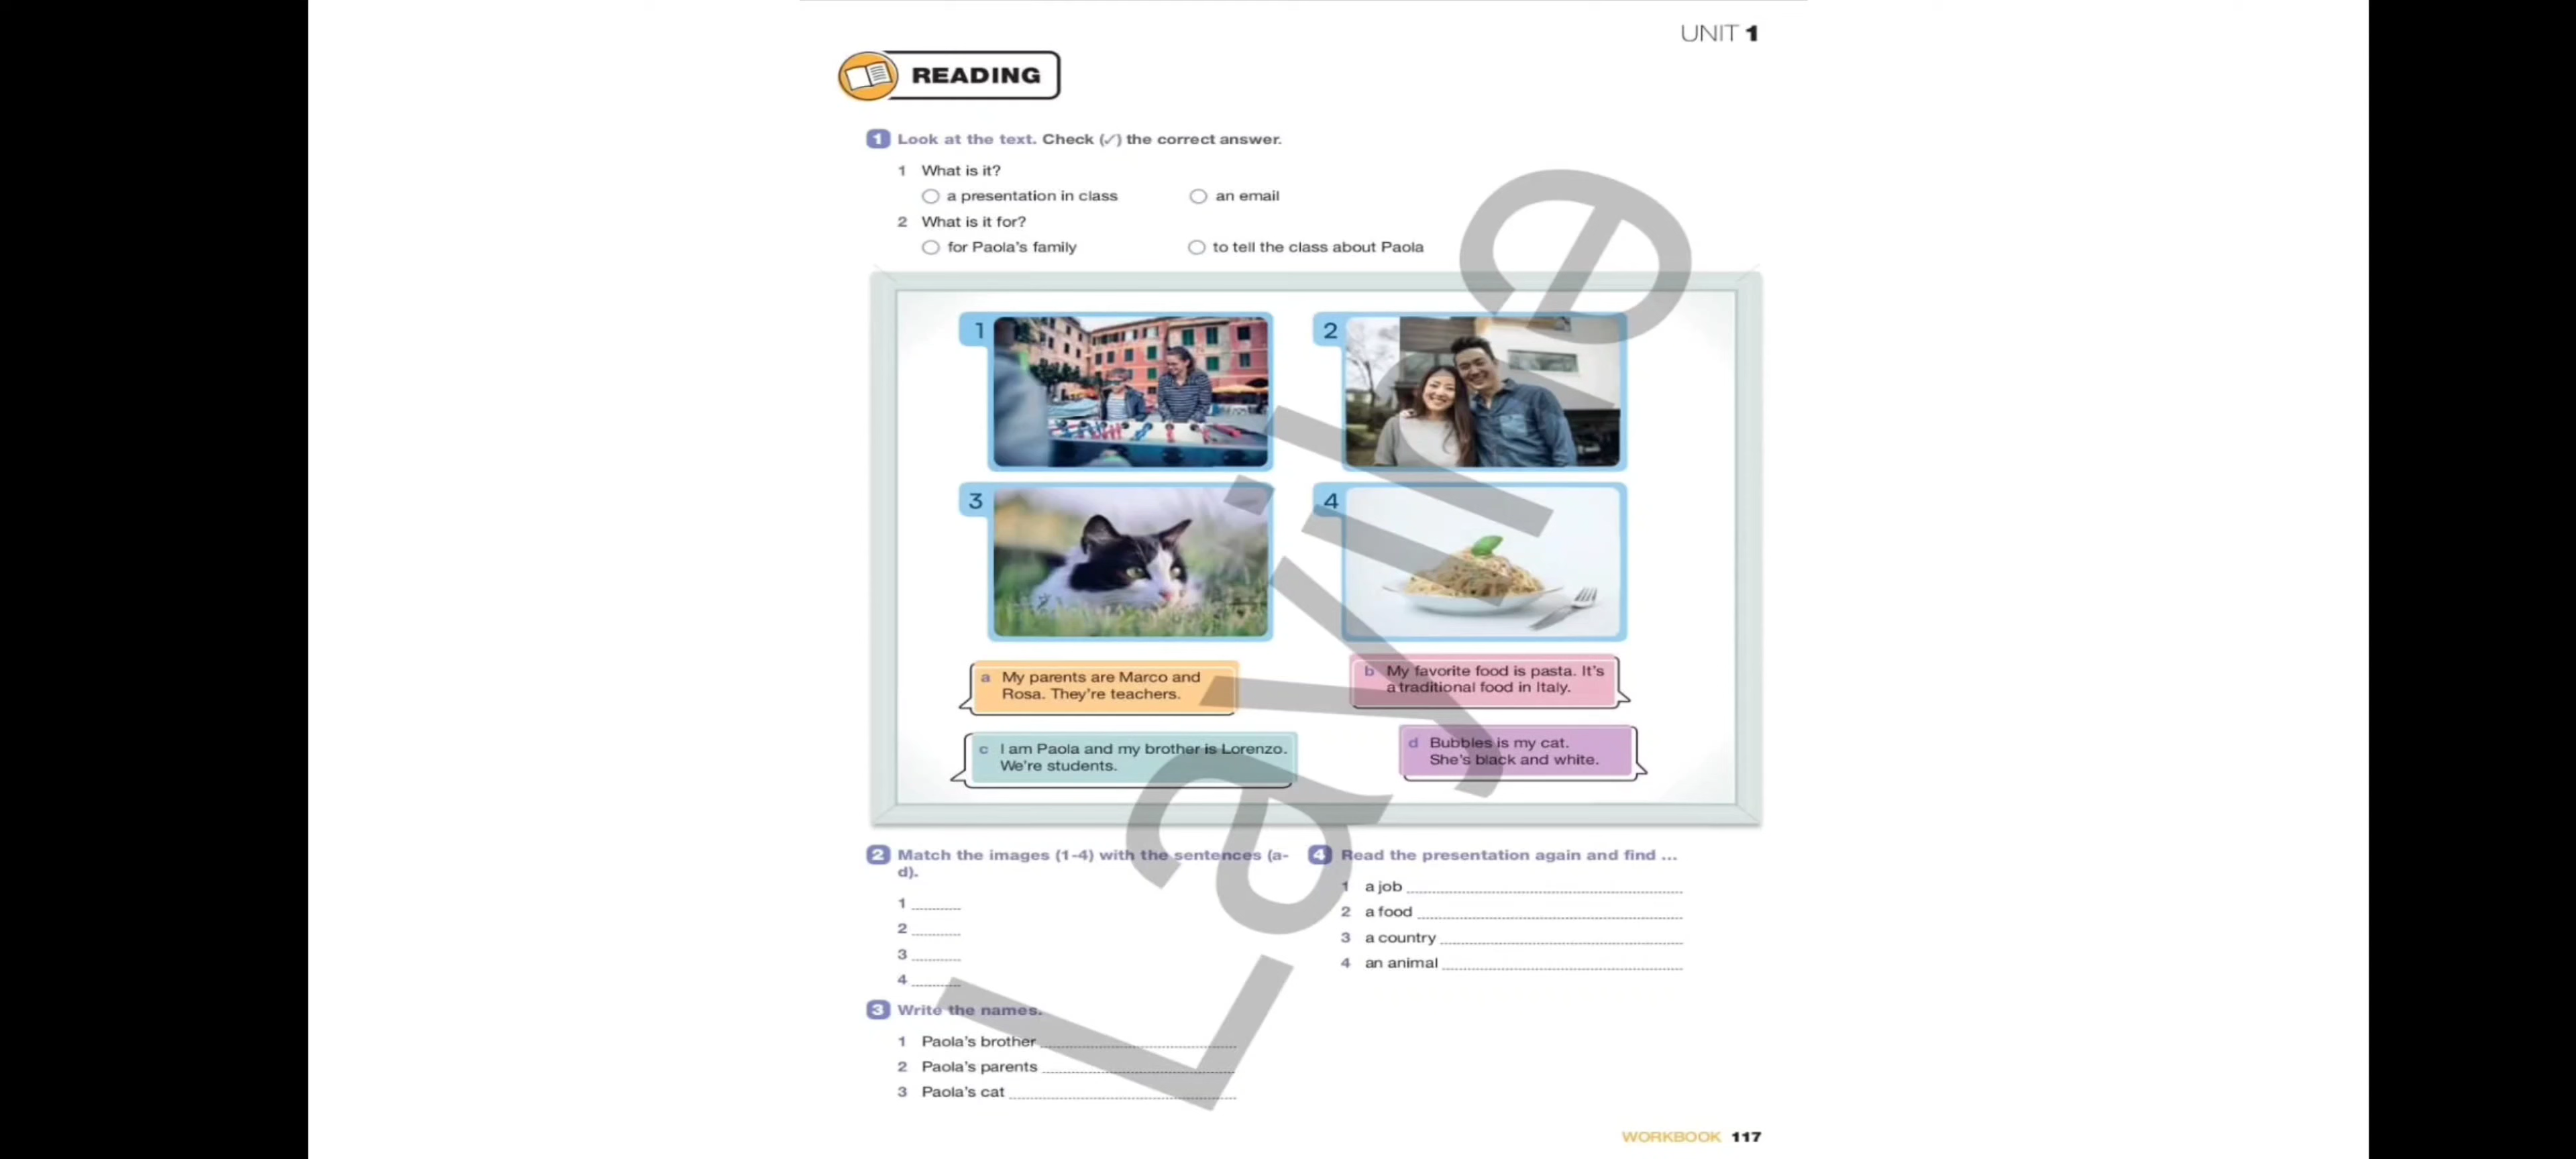 UNIT 1
READING
1 Look at the text. Check (✓) the correct answer.
1 What is it?
a presentation in class
an email
2 What is it for?
for Paola's family
to tell the class about Paola
1
2
3
4
a My parents are Marco and
Rosa. They're teachers.
b My favorite food is pasta. It's
a traditional food in Italy.
c I am Paola and my brother is Lorenzo.
We're students.
d Bubbles is my cat.
She's black and white.
2 Match the images (1-4) with the sentences (a-
d).
1
2
3
4
3 Write the names.
1 Paola's brother
2 Paola's parents
3 Paola's cat
4 Read the presentation again and find ...
1 a job
2 a food
3 a country
4 an animal
WORKBOOK 117